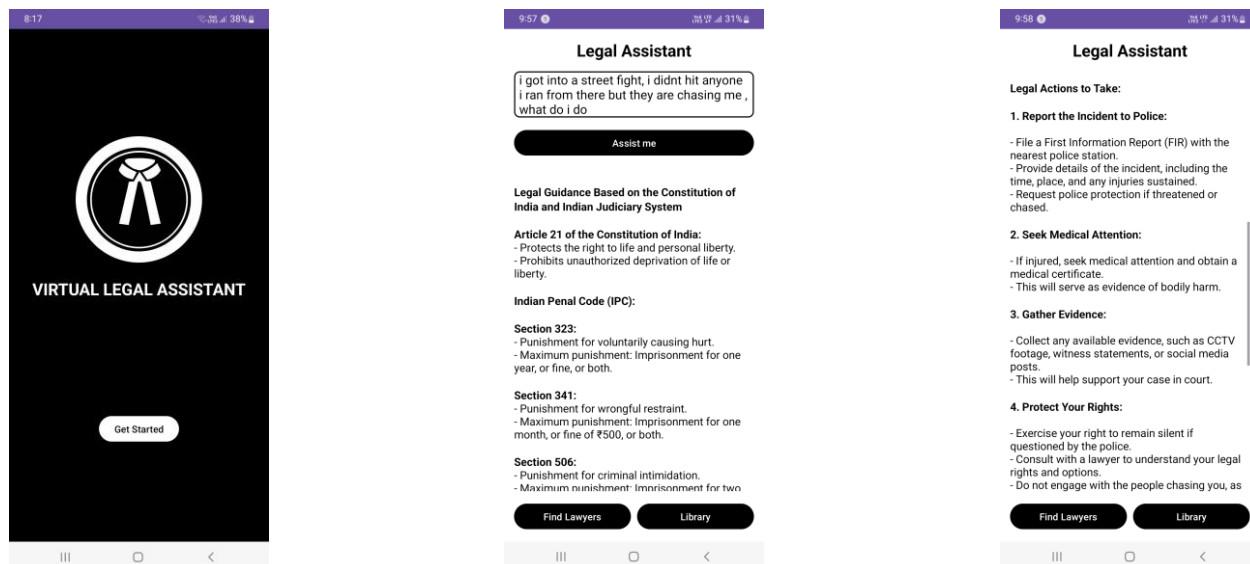 8:17
38%
VIRTUAL LEGAL ASSISTANT
Get Started
9:57
31%
Legal Assistant
i got into a street fight, i didnt hit anyone
i ran from there but they are chasing me ,
what do i do
Assist me
Legal Guidance Based on the Constitution of
India and Indian Judiciary System
Article 21 of the Constitution of India:
- Protects the right to life and personal liberty.
- Prohibits unauthorized deprivation of life or
liberty.
Indian Penal Code (IPC):
Section 323:
- Punishment for voluntarily causing hurt.
- Maximum punishment: Imprisonment for one
year, or fine, or both.
Section 341:
- Punishment for wrongful restraint.
- Maximum punishment: Imprisonment for one
month, or fine of ₹500, or both.
Section 506:
- Punishment for criminal intimidation.
- Maximum punishment: Imprisonment for two
Find Lawyers
Library
9:58
31%
Legal Assistant
Legal Actions to Take:
1. Report the Incident to Police:
- File a First Information Report (FIR) with the
nearest police station.
- Provide details of the incident, including the
time, place, and any injuries sustained.
- Request police protection if threatened or
chased.
2. Seek Medical Attention:
- If injured, seek medical attention and obtain a
medical certificate.
- This will serve as evidence of bodily harm.
3. Gather Evidence:
- Collect any available evidence, such as CCTV
footage, witness statements, or social media
posts.
- This will help support your case in court.
4. Protect Your Rights:
- Exercise your right to remain silent if
questioned by the police.
- Consult with a lawyer to understand your legal
rights and options.
- Do not engage with the people chasing you, as
Find Lawyers
Library